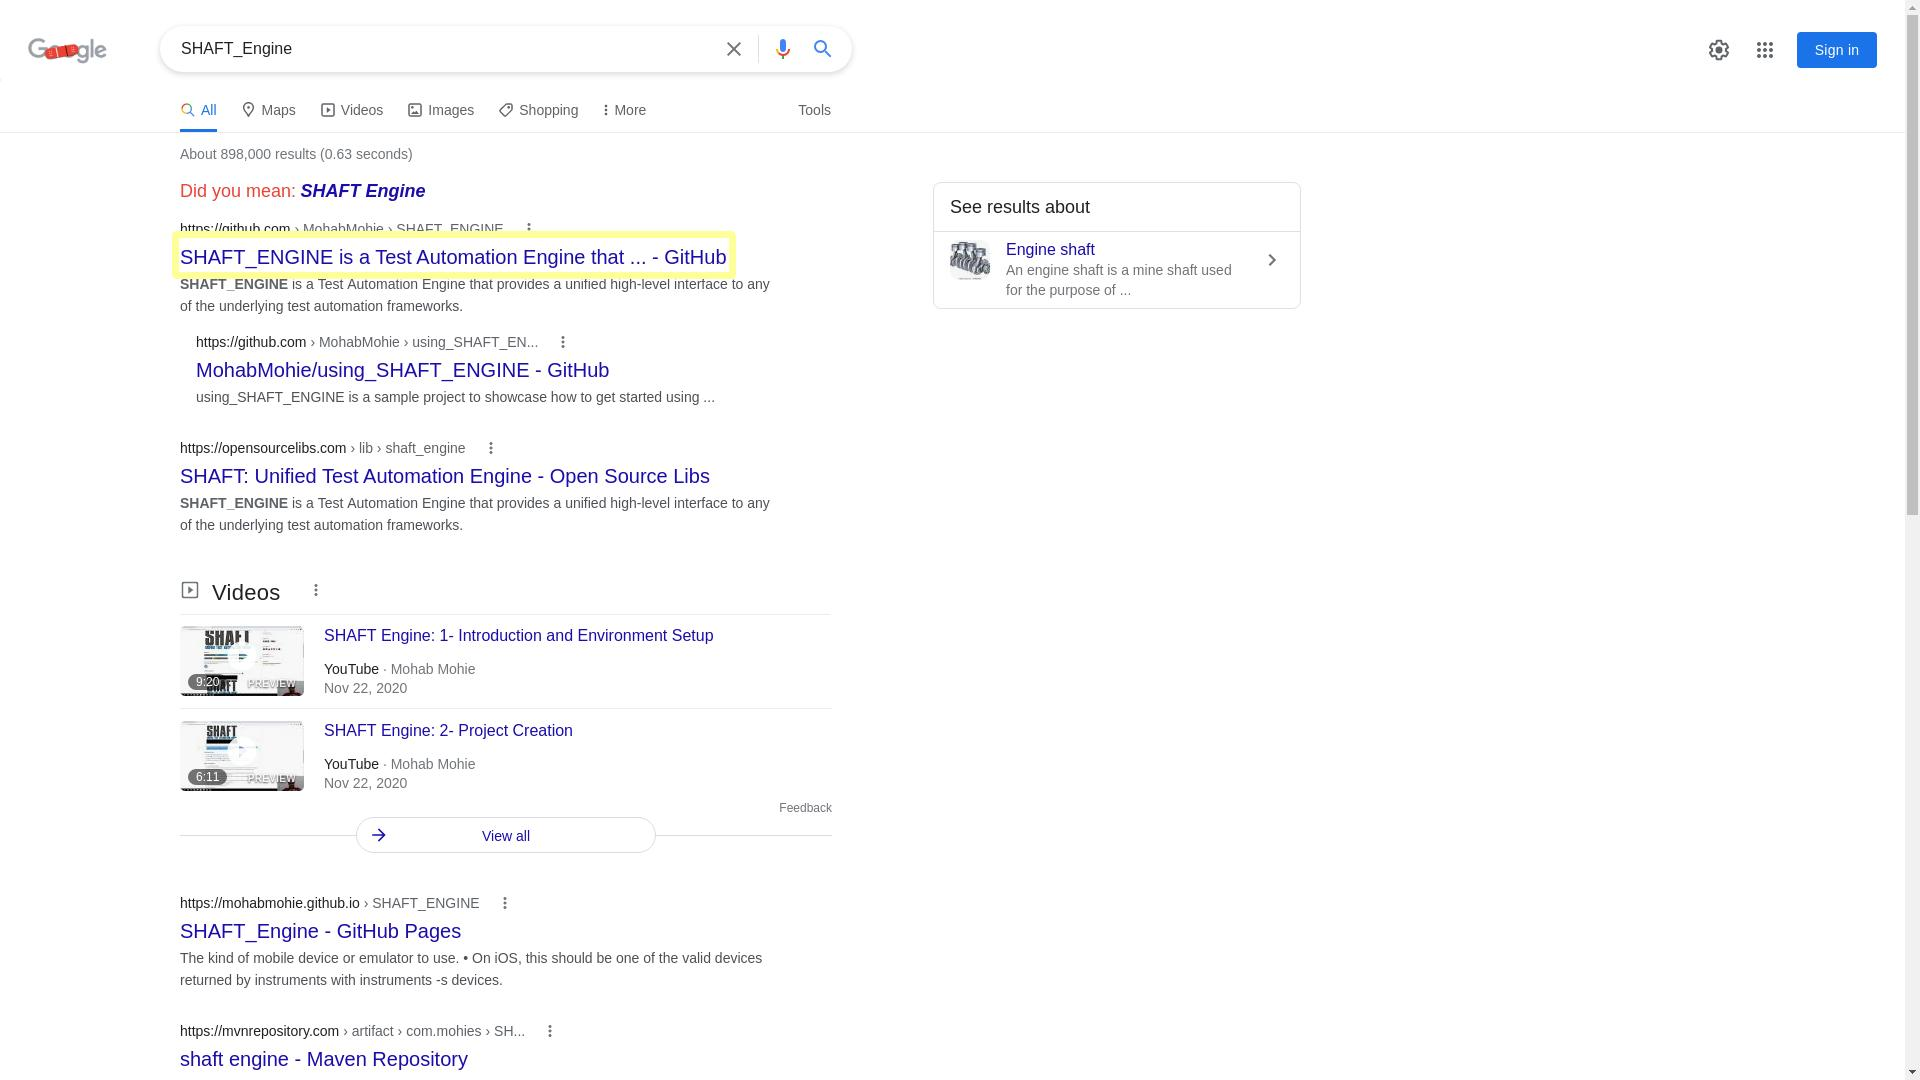 Google
SHAFT_Engine
Sign in
All
Maps
Videos
Images
Shopping
More
Tools
About 898,000 results (0.63 seconds)
Did you mean: SHAFT Engine
https://github.com › MohabMohie › SHAFT_ENGINE
SHAFT_ENGINE is a Test Automation Engine that ... - GitHub
SHAFT_ENGINE is a Test Automation Engine that provides a unified high-level interface to any
of the underlying test automation frameworks.
https://github.com › MohabMohie › using_SHAFT_EN...
MohabMohie/using_SHAFT_ENGINE - GitHub
using_SHAFT_ENGINE is a sample project to showcase how to get started using ...
https://opensourcelibs.com › lib › shaft_engine
SHAFT: Unified Test Automation Engine - Open Source Libs
SHAFT_ENGINE is a Test Automation Engine that provides a unified high-level interface to any
of the underlying test automation frameworks.
Videos
SHAFT
9:20
PREVIEW
SHAFT Engine: 1- Introduction and Environment Setup
YouTube · Mohab Mohie
Nov 22, 2020
SHAFT
6:11
PREVIEW
SHAFT Engine: 2- Project Creation
YouTube · Mohab Mohie
Nov 22, 2020
Feedback
View all
https://mohabmohie.github.io › SHAFT_ENGINE
SHAFT_Engine - GitHub Pages
The kind of mobile device or emulator to use. • On iOS, this should be one of the valid devices
returned by instruments with instruments -s devices.
https://mvnrepository.com › artifact › com.mohies › SH...
shaft engine - Maven Repository
See results about
Engine shaft
An engine shaft is a mine shaft used
for the purpose of ...